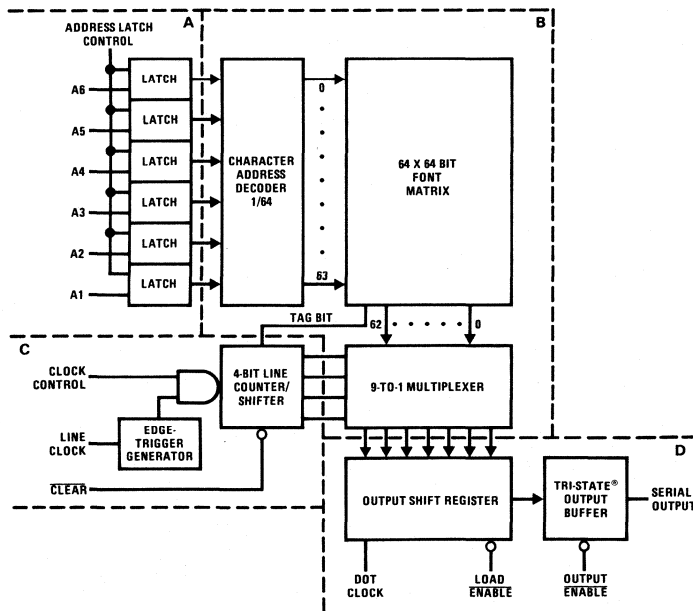 A
B
ADDRESS LATCH
CONTROL
LATCH
A6
LATCH
A5
LATCH
A4
LATCH
A3
LATCH
A2
LATCH
A1
CHARACTER
ADDRESS
DECODER
1/64
0
63
64 X 64 BIT
FONT
MATRIX
TAG BIT
62
0
C
CLOCK
CONTROL
4-BIT LINE
COUNTER/
SHIFTER
9-TO-1 MULTIPLEXER
LINE
CLOCK
EDGE-
TRIGGER
GENERATOR
CLEAR
D
OUTPUT SHIFT REGISTER
TRI-STATE®
OUTPUT
BUFFER
SERIAL
OUTPUT
DOT
CLOCK
LOAD
ENABLE
OUTPUT
ENABLE